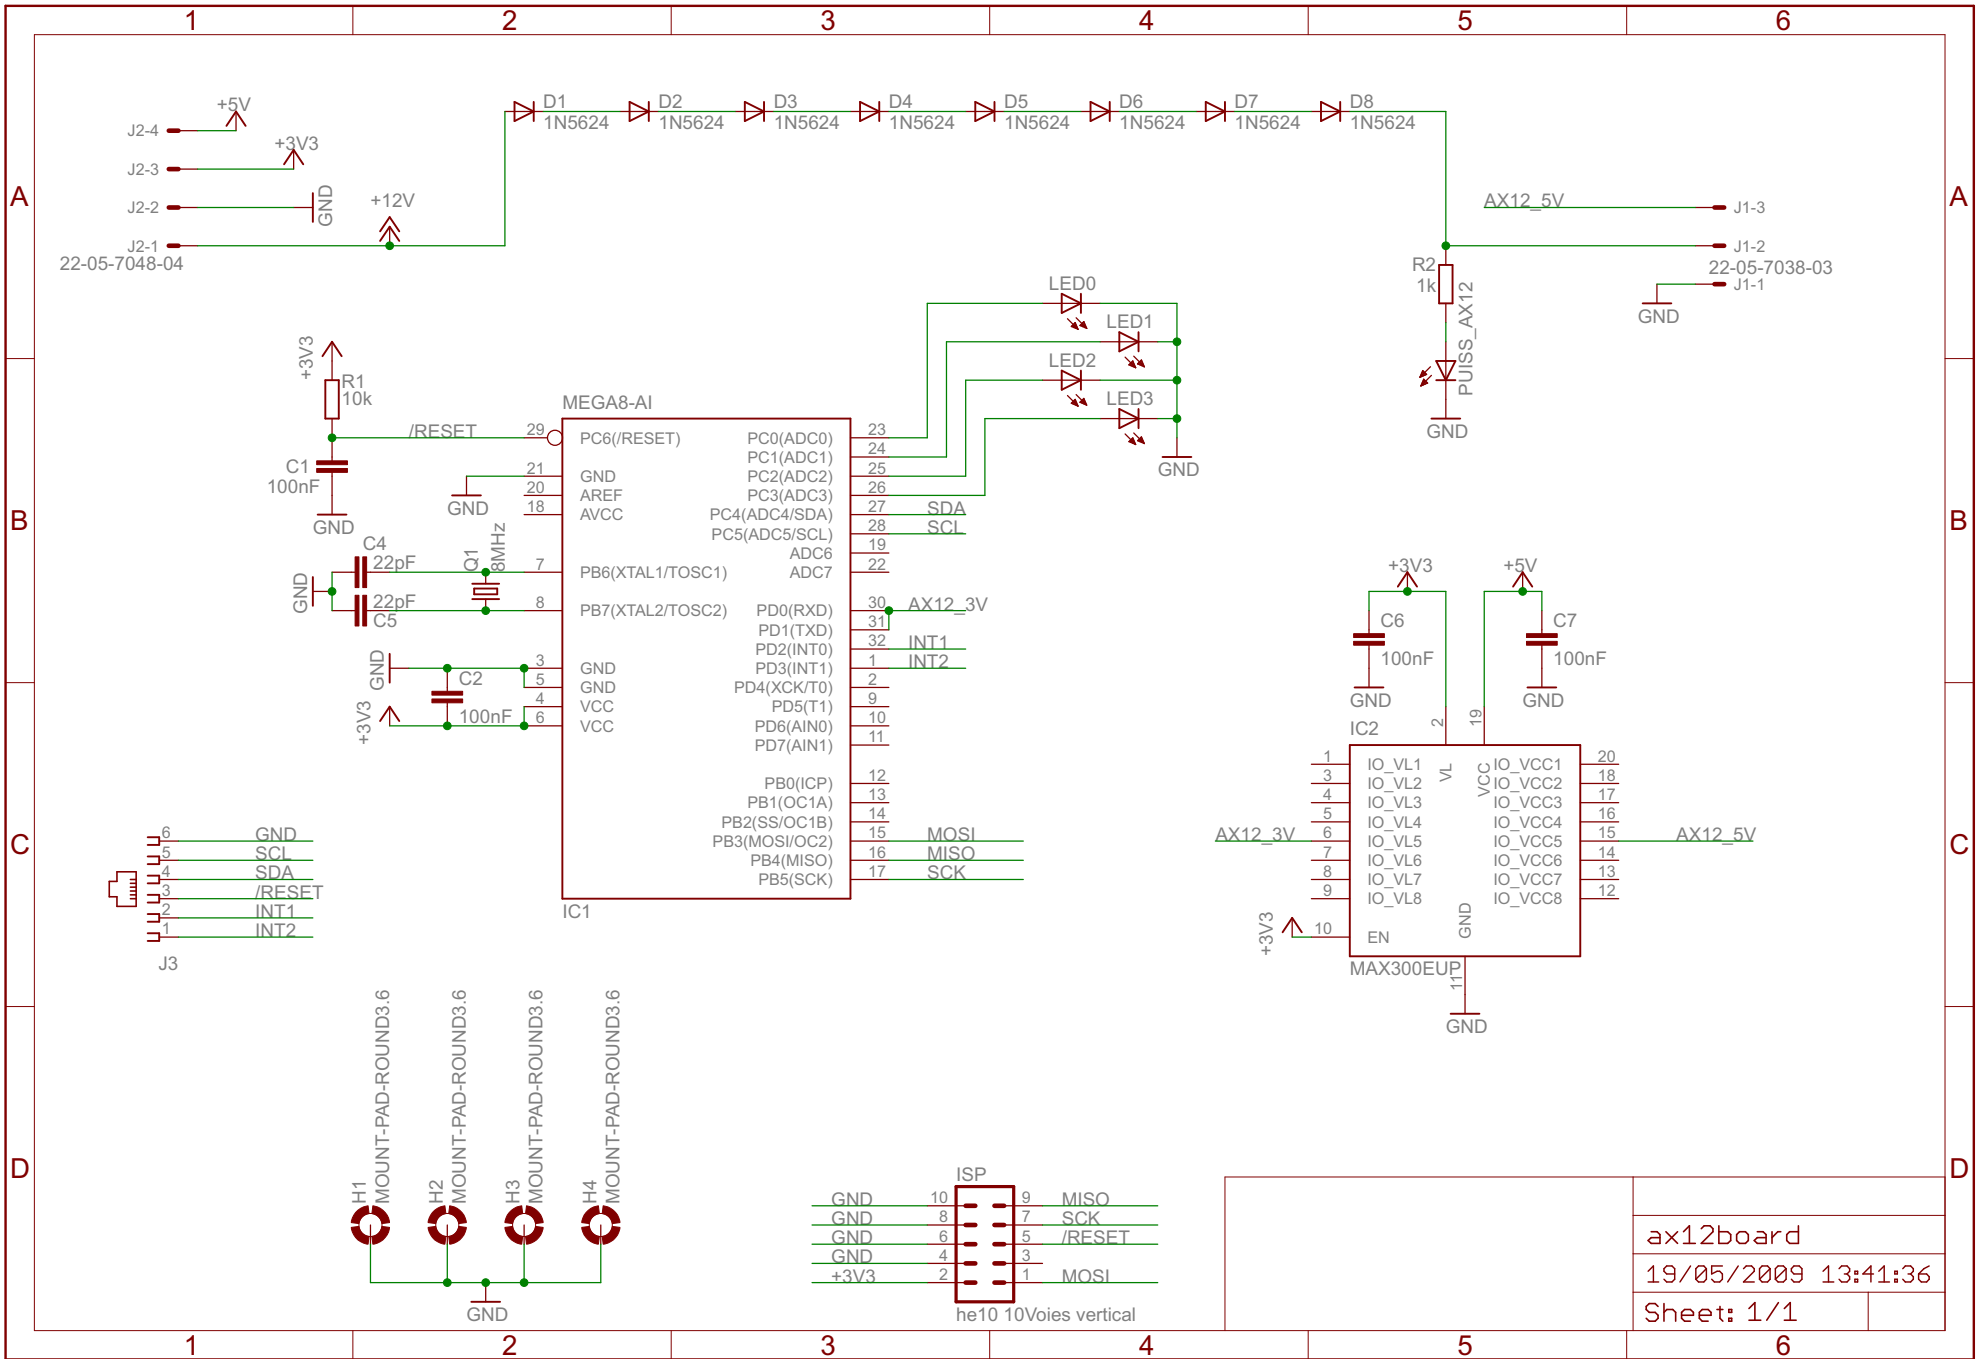 1 2 3 4 5 6
A A
B B
C C
D D
1 2 3 4 5 6
+5V
J2-4
+3V3
J2-3
J2-2
GND
+12V
J2-1
22-05-7048-04
D1
1N5624
D2
1N5624
D3
1N5624
D4
1N5624
D5
1N5624
D6
1N5624
D7
1N5624
D8
1N5624
AX12_5V
J1-3
J1-2
22-05-7038-03
J1-1
GND
R2
1k
PUISS_AX12
GND
LED0
LED1
LED2
LED3
GND
+3V3
R1
10k
/RESET
C1
100nF
GND
GND
C4
22pF
GND
22pF
C5
Q1
8MHz
GND
C2
100nF
+3V3
MEGA8-AI
29 PC6(/RESET)
21 GND
20 AREF
18 AVCC
7 PB6(XTAL1/TOSC1)
8 PB7(XTAL2/TOSC2)
3 GND
5 GND
4 VCC
6 VCC
PC0(ADC0) 23
PC1(ADC1) 24
PC2(ADC2) 25
PC3(ADC3) 26
PC4(ADC4/SDA) 27 SDA
PC5(ADC5/SCL) 28 SCL
ADC6 19
ADC7 22
PD0(RXD) 30 AX12_3V
PD1(TXD) 31
PD2(INT0) 32 INT1
PD3(INT1) 1 INT2
PD4(XCK/T0) 2
PD5(T1) 9
PD6(AIN0) 10
PD7(AIN1) 11
PB0(ICP) 12
PB1(OC1A) 13
PB2(SS/OC1B) 14
PB3(MOSI/OC2) 15 MOSI
PB4(MISO) 16 MISO
PB5(SCK) 17 SCK
IC1
+3V3
C6
100nF
GND
+5V
C7
100nF
GND
IC2
2 VL
19 VCC
1 IO_VL1 IO_VCC1 20
3 IO_VL2 IO_VCC2 18
4 IO_VL3 IO_VCC3 17
5 IO_VL4 IO_VCC4 16
AX12_3V 6 IO_VL5 IO_VCC5 15 AX12_5V
7 IO_VL6 IO_VCC6 14
8 IO_VL7 IO_VCC7 13
9 IO_VL8 IO_VCC8 12
+3V3 10 EN
GND
MAX300EUP
11
GND
6 GND
5 SCL
4 SDA
3 /RESET
2 INT1
1 INT2
J3
H1
MOUNT-PAD-ROUND3.6
H2
MOUNT-PAD-ROUND3.6
H3
MOUNT-PAD-ROUND3.6
H4
MOUNT-PAD-ROUND3.6
GND
ISP
GND 10 9 MISO
GND 8 7 SCK
GND 6 5 /RESET
GND 4 3
+3V3 2 1 MOSI
he10 10Voies vertical
ax12board
19/05/2009 13:41:36
Sheet: 1/1